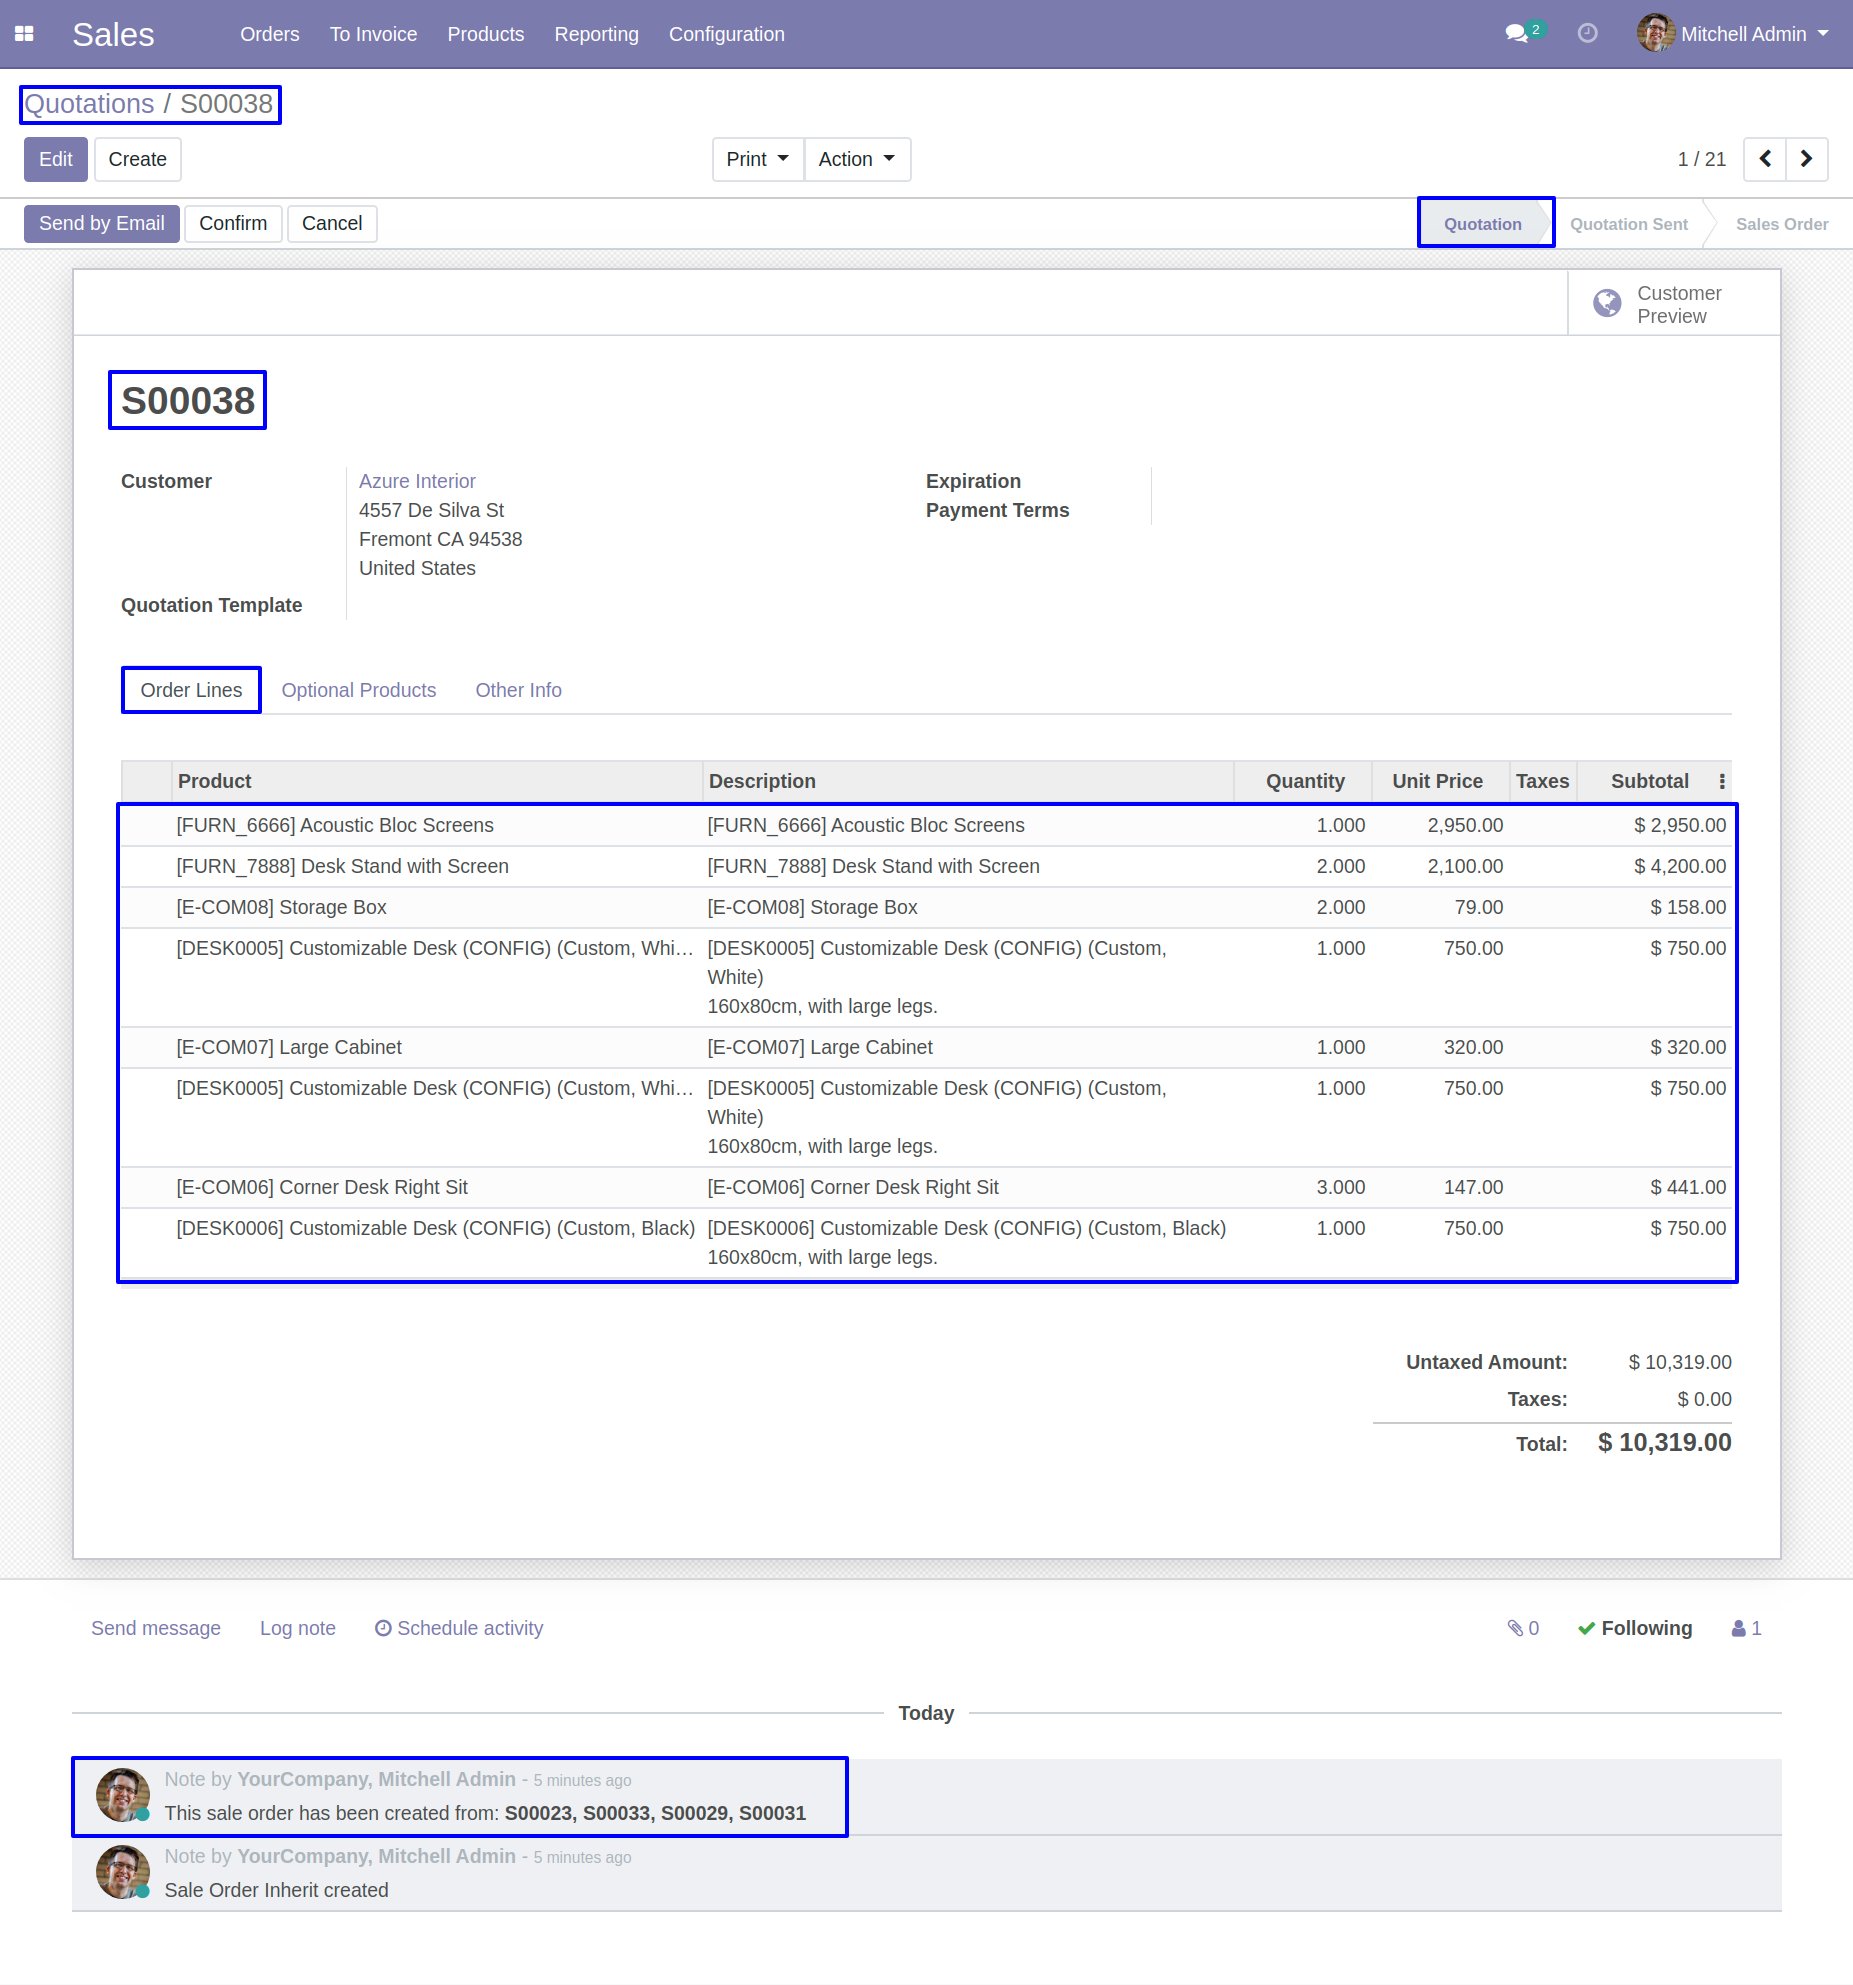 Sales Orders To Invoice Products Reporting Configuration 2 Mitchell Admin
Quotations / S00038
Edit Create Print Action 1 / 21
Send by Email Confirm Cancel Quotation Quotation Sent Sales Order
Customer
Preview
S00038
Customer Azure Interior Expiration
4557 De Silva St Payment Terms
Fremont CA 94538
United States
Quotation Template
Order Lines Optional Products Other Info
Product Description Quantity Unit Price Taxes Subtotal
[FURN_6666] Acoustic Bloc Screens [FURN_6666] Acoustic Bloc Screens 1.000 2,950.00 $ 2,950.00
[FURN_7888] Desk Stand with Screen [FURN_7888] Desk Stand with Screen 2.000 2,100.00 $ 4,200.00
[E-COM08] Storage Box [E-COM08] Storage Box 2.000 79.00 $ 158.00
[DESK0005] Customizable Desk (CONFIG) (Custom, Whi… [DESK0005] Customizable Desk (CONFIG) (Custom, 1.000 750.00 $ 750.00
White)
160x80cm, with large legs.
[E-COM07] Large Cabinet [E-COM07] Large Cabinet 1.000 320.00 $ 320.00
[DESK0005] Customizable Desk (CONFIG) (Custom, Whi… [DESK0005] Customizable Desk (CONFIG) (Custom, 1.000 750.00 $ 750.00
White)
160x80cm, with large legs.
[E-COM06] Corner Desk Right Sit [E-COM06] Corner Desk Right Sit 3.000 147.00 $ 441.00
[DESK0006] Customizable Desk (CONFIG) (Custom, Black) [DESK0006] Customizable Desk (CONFIG) (Custom, Black) 1.000 750.00 $ 750.00
160x80cm, with large legs.
Untaxed Amount: $ 10,319.00
Taxes: $ 0.00
Total: $ 10,319.00
Send message Log note Schedule activity 0 Following 1
Today
Note by YourCompany, Mitchell Admin - 5 minutes ago
This sale order has been created from: S00023, S00033, S00029, S00031
Note by YourCompany, Mitchell Admin - 5 minutes ago
Sale Order Inherit created